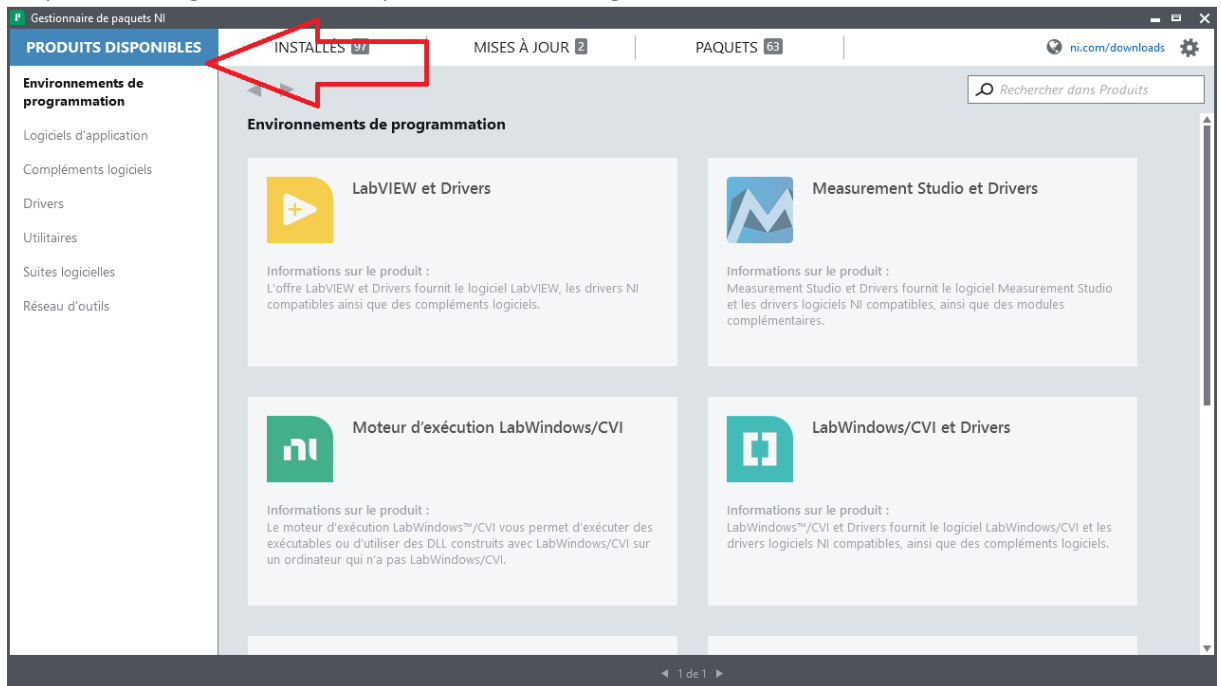 Gestionnaire de paquets NI
PRODUITS DISPONIBLES
INSTALLÉS 97
MISES À JOUR 2
PAQUETS 63
ni.com/downloads
Environnements de
programmation
Logiciels d'application
Compléments logiciels
Drivers
Utilitaires
Suites logicielles
Réseau d'outils
Rechercher dans Produits
Environnements de programmation
LabVIEW et Drivers
Informations sur le produit :
L'offre LabVIEW et Drivers fournit le logiciel LabVIEW, les drivers NI
compatibles ainsi que des compléments logiciels.
Measurement Studio et Drivers
Informations sur le produit :
Measurement Studio et Drivers fournit le logiciel Measurement Studio
et les drivers logiciels NI compatibles, ainsi que des modules
complémentaires.
Moteur d'exécution LabWindows/CVI
Informations sur le produit :
Le moteur d'exécution LabWindows™/CVI vous permet d'exécuter des
exécutables ou d'utiliser des DLL construits avec LabWindows/CVI sur
un ordinateur qui n'a pas LabWindows/CVI.
LabWindows/CVI et Drivers
Informations sur le produit :
LabWindows™/CVI et Drivers fournit le logiciel LabWindows/CVI et les
drivers logiciels NI compatibles, ainsi que des compléments logiciels.
1 de 1